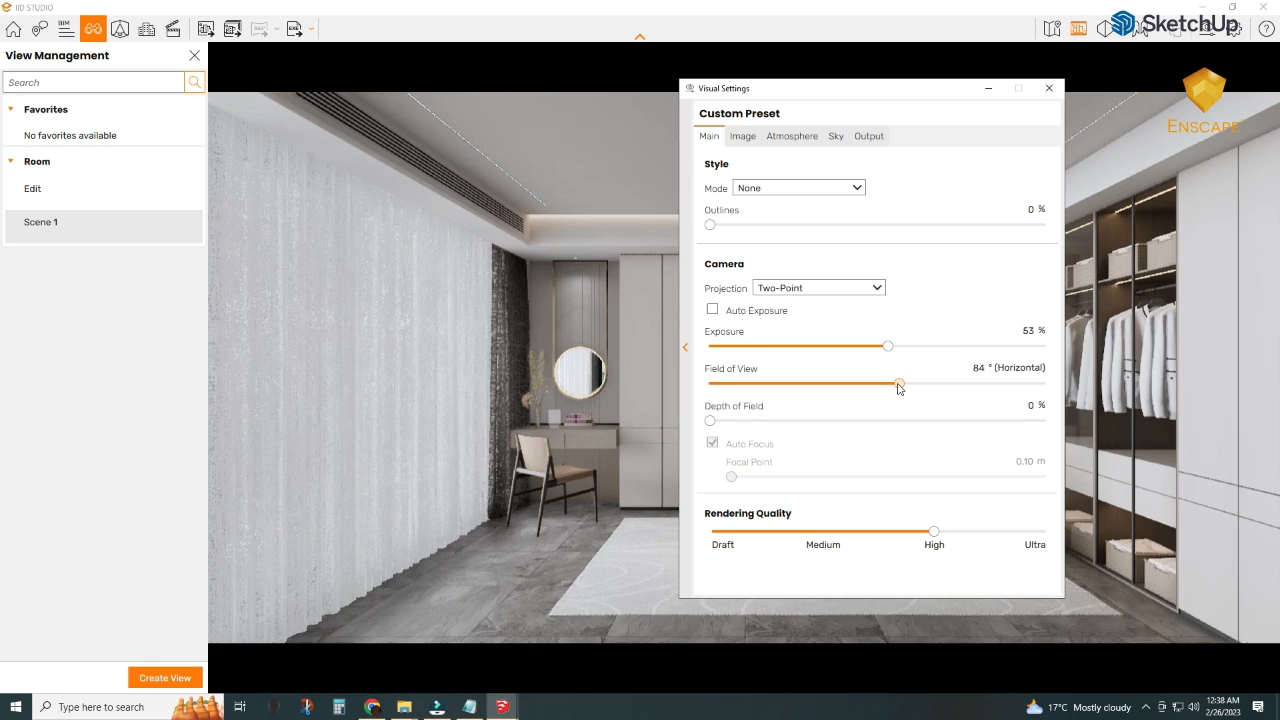 IID STUDIO
BIM
360°
EXE
SketchUp
View Management
Search
Favorites
No favorites available
Room
Edit
Scene 1
Create View
Visual Settings
Custom Preset
Main Image Atmosphere Sky Output
Style
Mode None
Outlines 0 %
Camera
Projection Two-Point
Auto Exposure
Exposure 53 %
Field of View 84 ° (Horizontal)
Depth of Field 0 %
Auto Focus
Focal Point 0.10 m
Rendering Quality
Draft Medium High Ultra
ENSCAPE
Type here to search
17°C Mostly cloudy
12:38 AM
2/26/2023